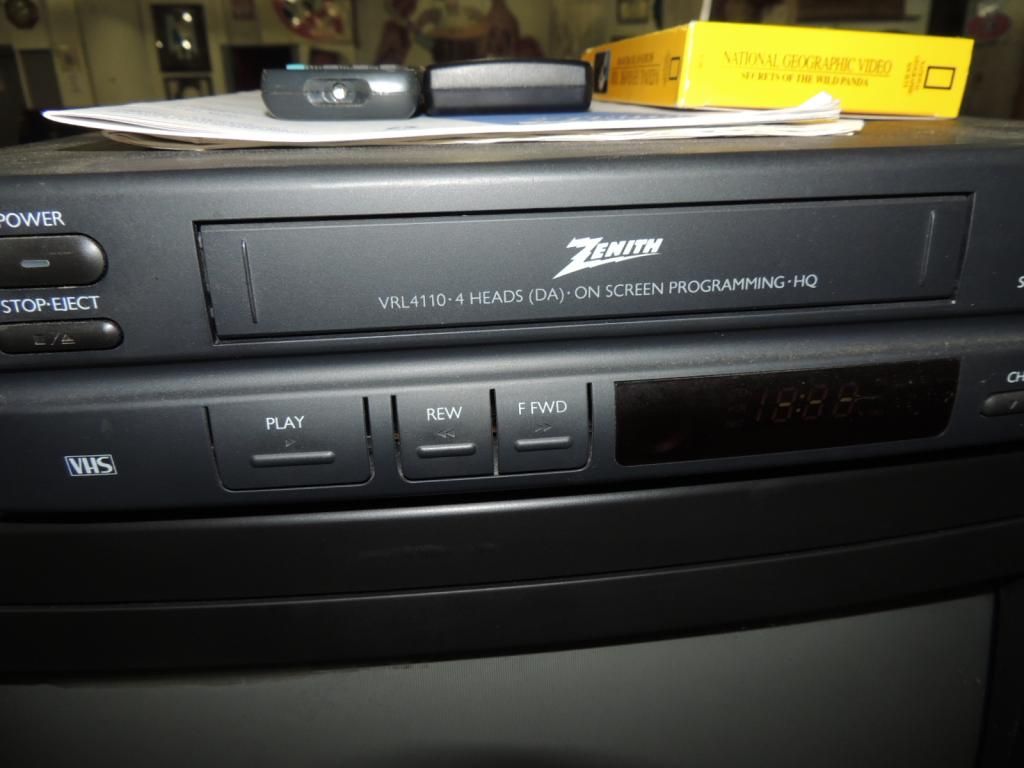 NATIONAL GEOGRAPHIC VIDEO
SECRETS OF THE WILD PANDA
POWER
ZENITH
STOP·EJECT
VRL4110·4 HEADS (DA)·ON SCREEN PROGRAMMING·HQ
S
CH
PLAY
REW
F FWD
VHS